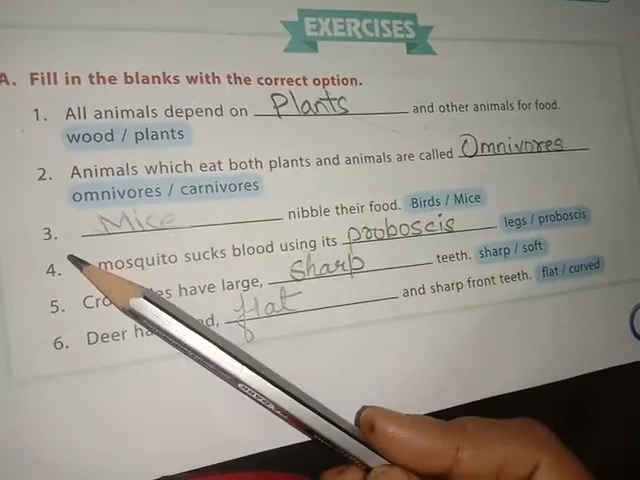 EXERCISES
A. Fill in the blanks with the correct option.
1. All animals depend on Plants and other animals for food.
wood / plants
2. Animals which eat both plants and animals are called Omnivores
omnivores / carnivores
3. Mice nibble their food. Birds / Mice
4. mosquito sucks blood using its proboscis legs / proboscis
5. Cro es have large, sharp teeth. sharp / soft
6. Deer ha d, flat and sharp front teeth. flat / curved